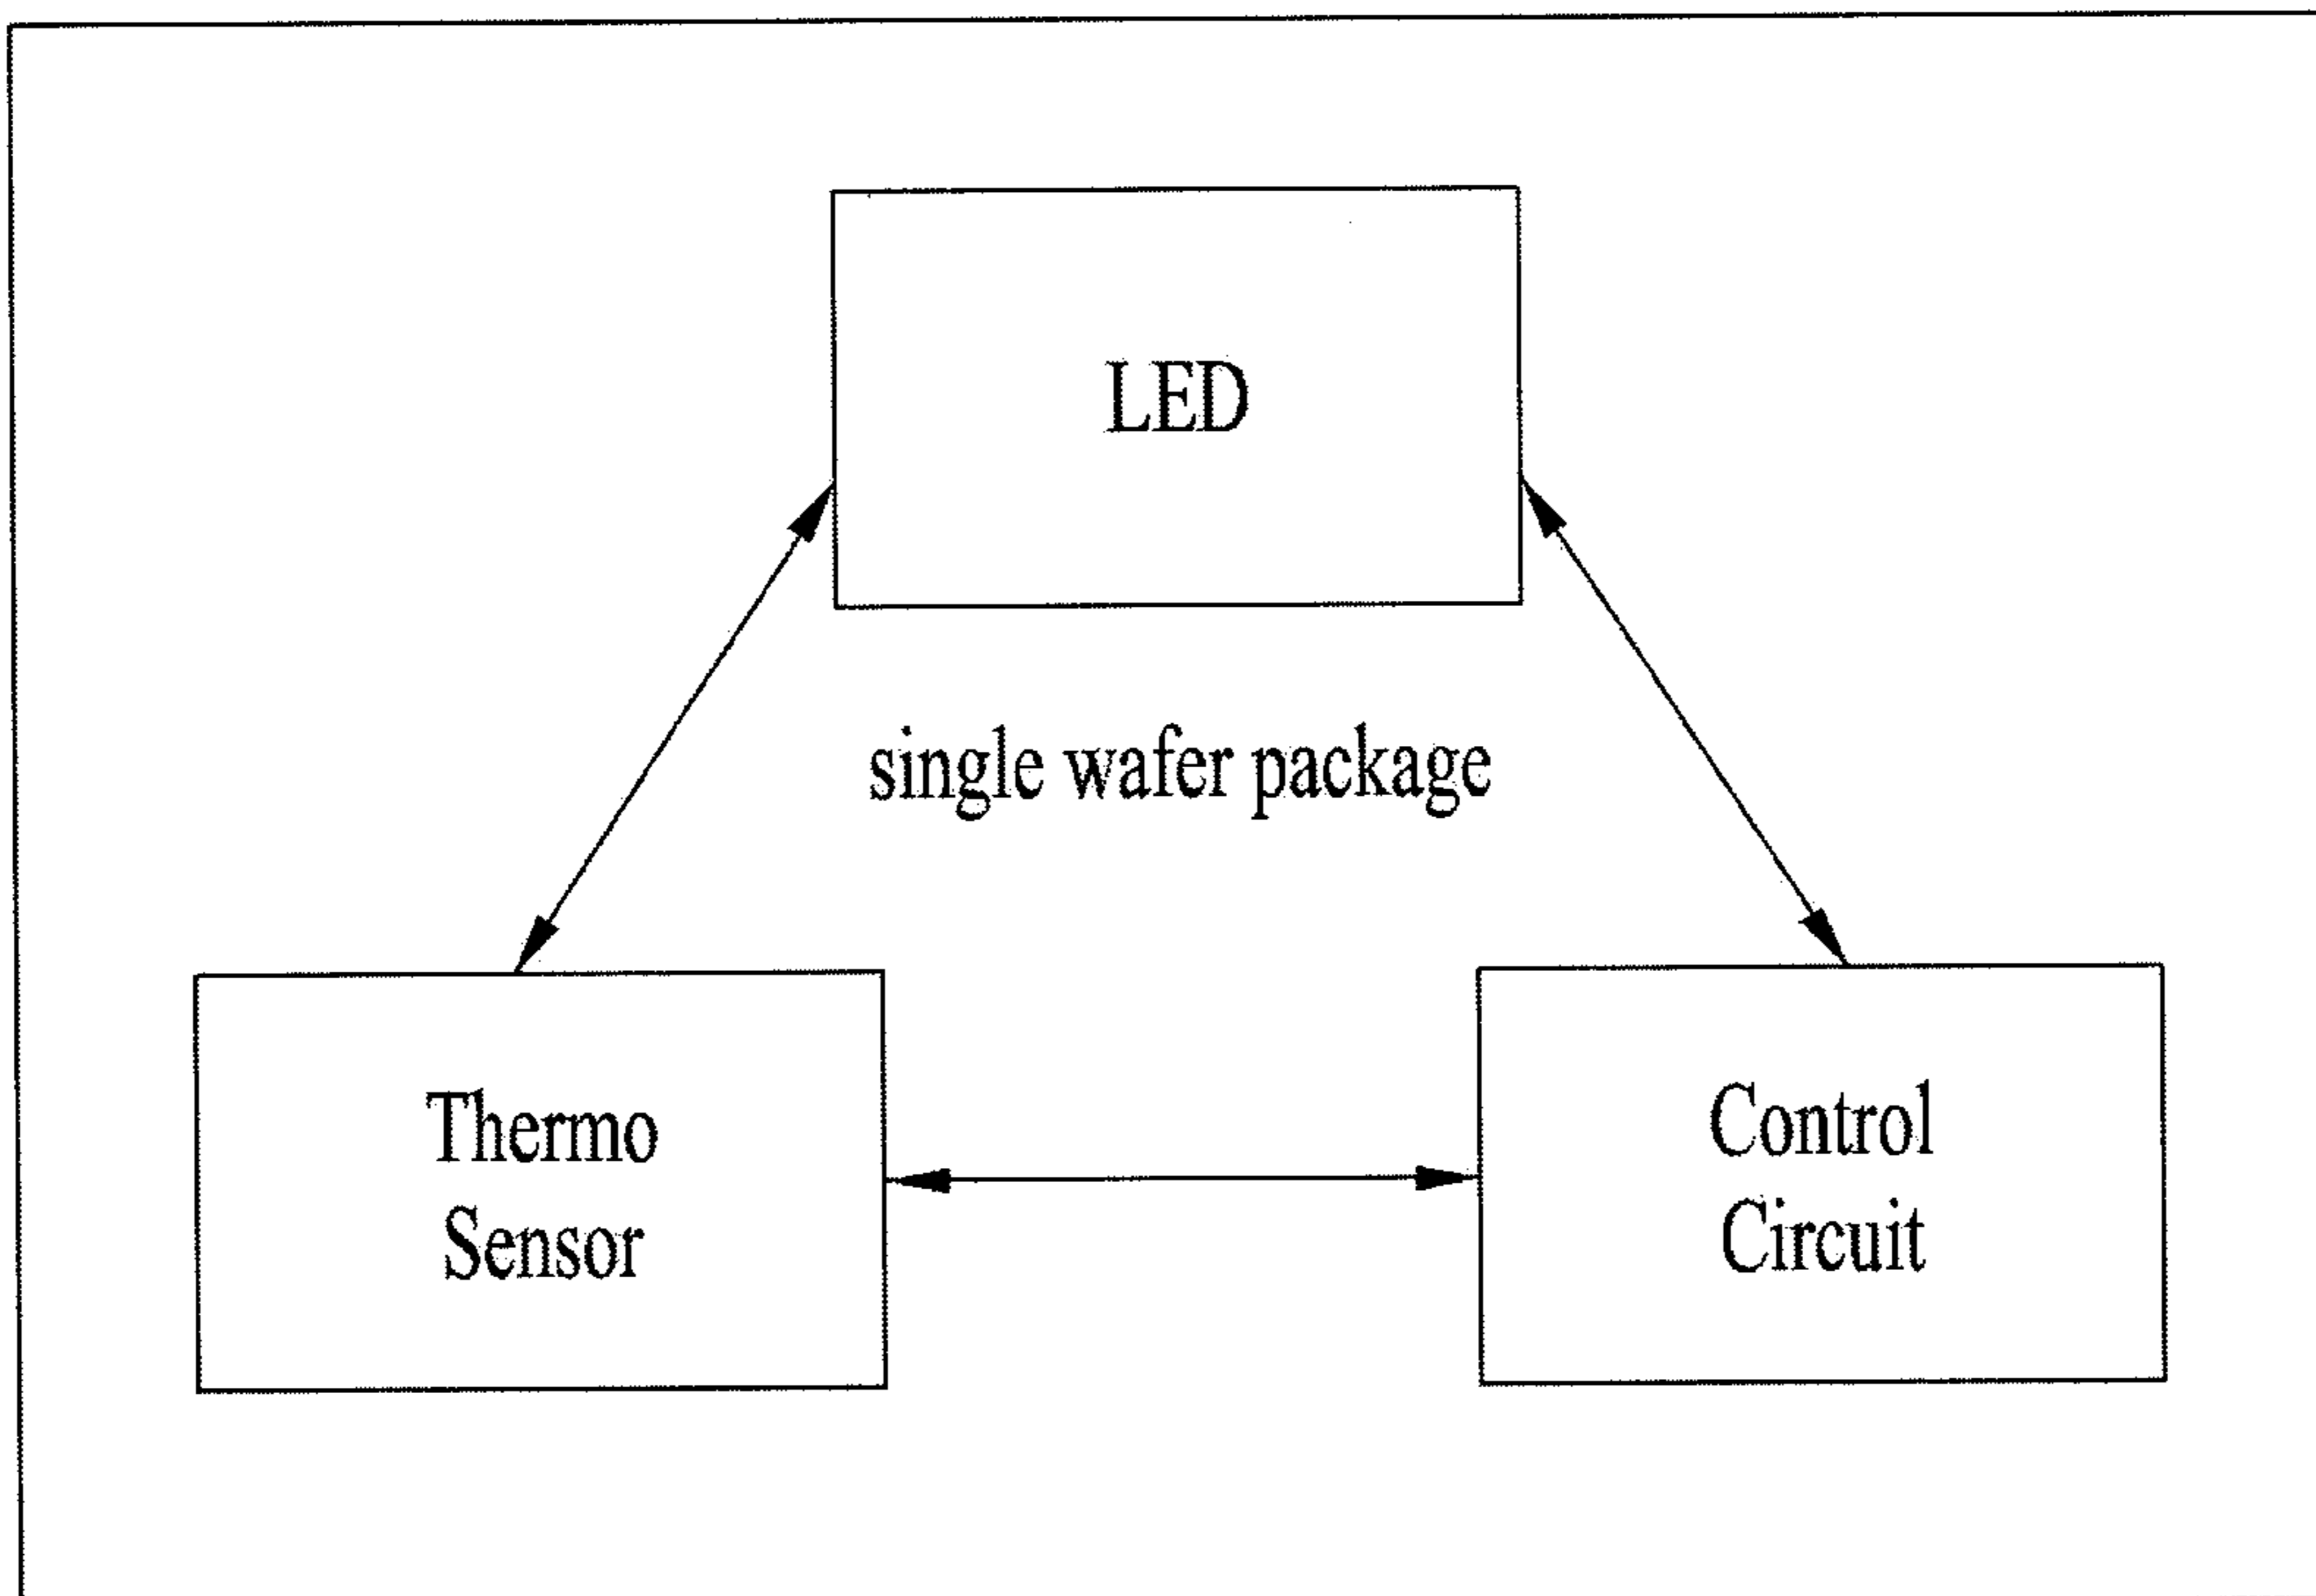 LED
single wafer package
Thermo
Sensor
Control
Circuit